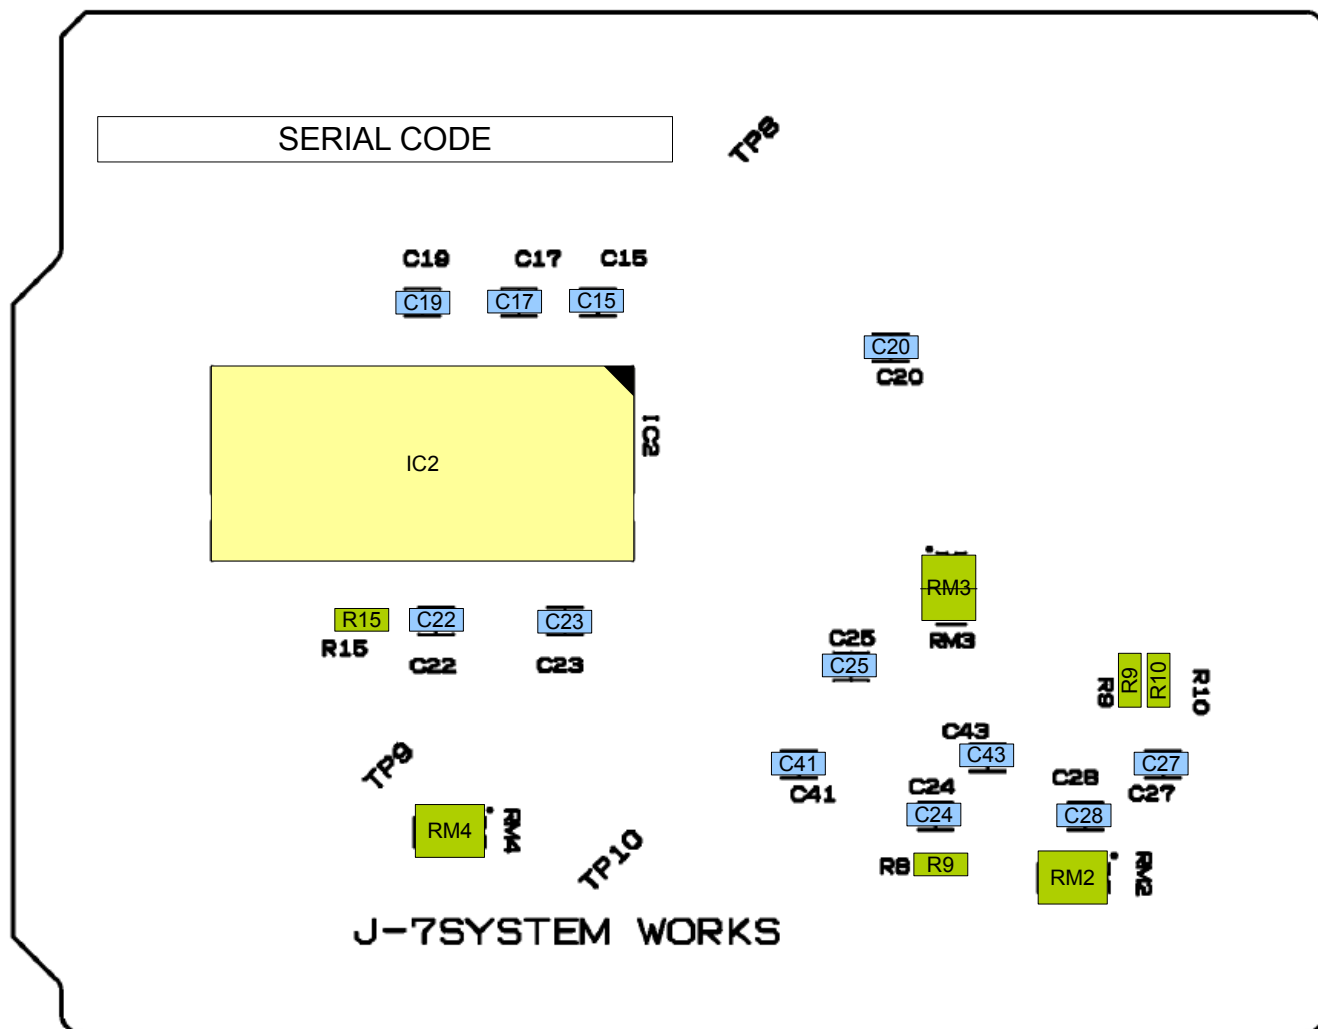 SERIAL CODE
TP8
C19 C17 C15
C19 C17 C15
C20
C20
IC2
IC2
RM3
RM3
R15 C22 C23
R15 C22 C23
C25
C25
R9 R9 R10 R10
C43
C43
C41
C41
C27
C27
TP9
C24
C24
C28
C28
RM4 RM4
TP10
R8 R9
RM2 RM2
J-7SYSTEM WORKS